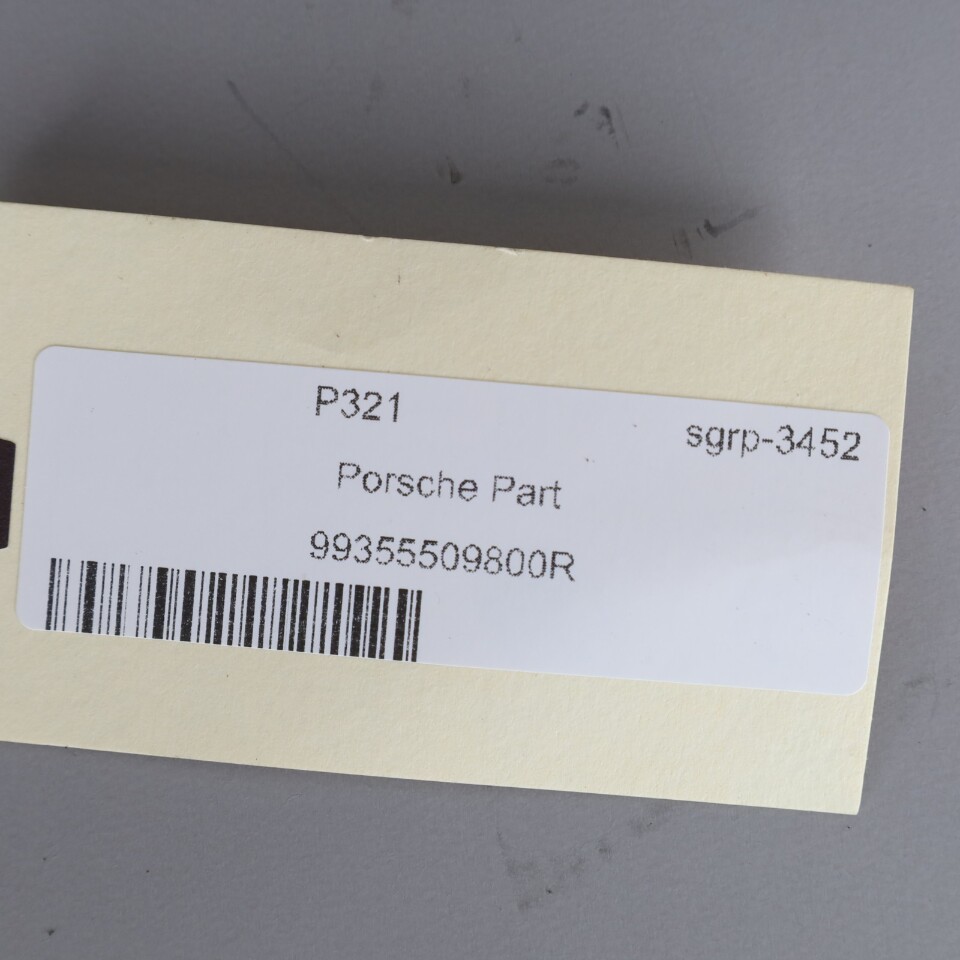 P321
sgrp-3452
Porsche Part
99355509800R